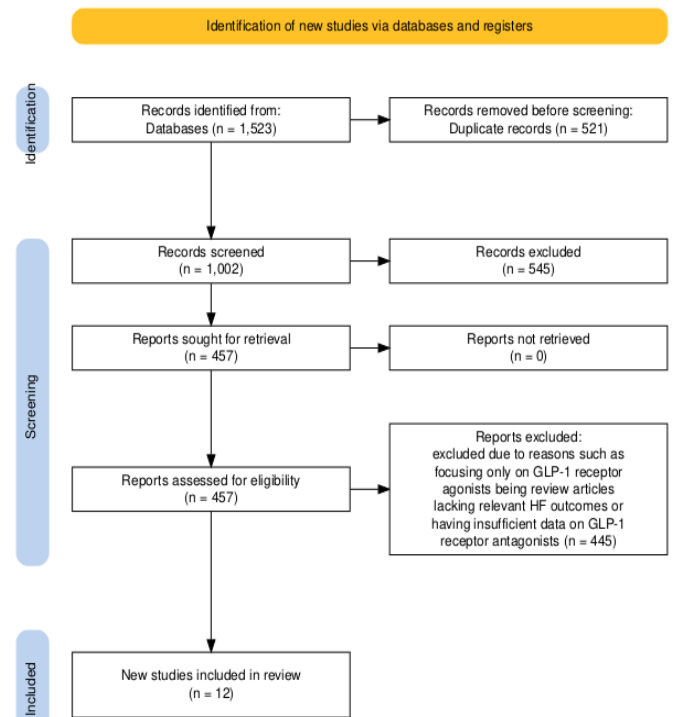 Identification of new studies via databases and registers
Identification
Records identified from:
Databases (n = 1,523)
Records removed before screening:
Duplicate records (n = 521)
Screening
Records screened
(n = 1,002)
Records excluded
(n = 545)
Reports sought for retrieval
(n = 457)
Reports not retrieved
(n = 0)
Reports assessed for eligibility
(n = 457)
Reports excluded:
excluded due to reasons such as
focusing only on GLP-1 receptor
agonists being review articles
lacking relevant HF outcomes or
having insufficient data on GLP-1
receptor antagonists (n = 445)
Included
New studies included in review
(n = 12)